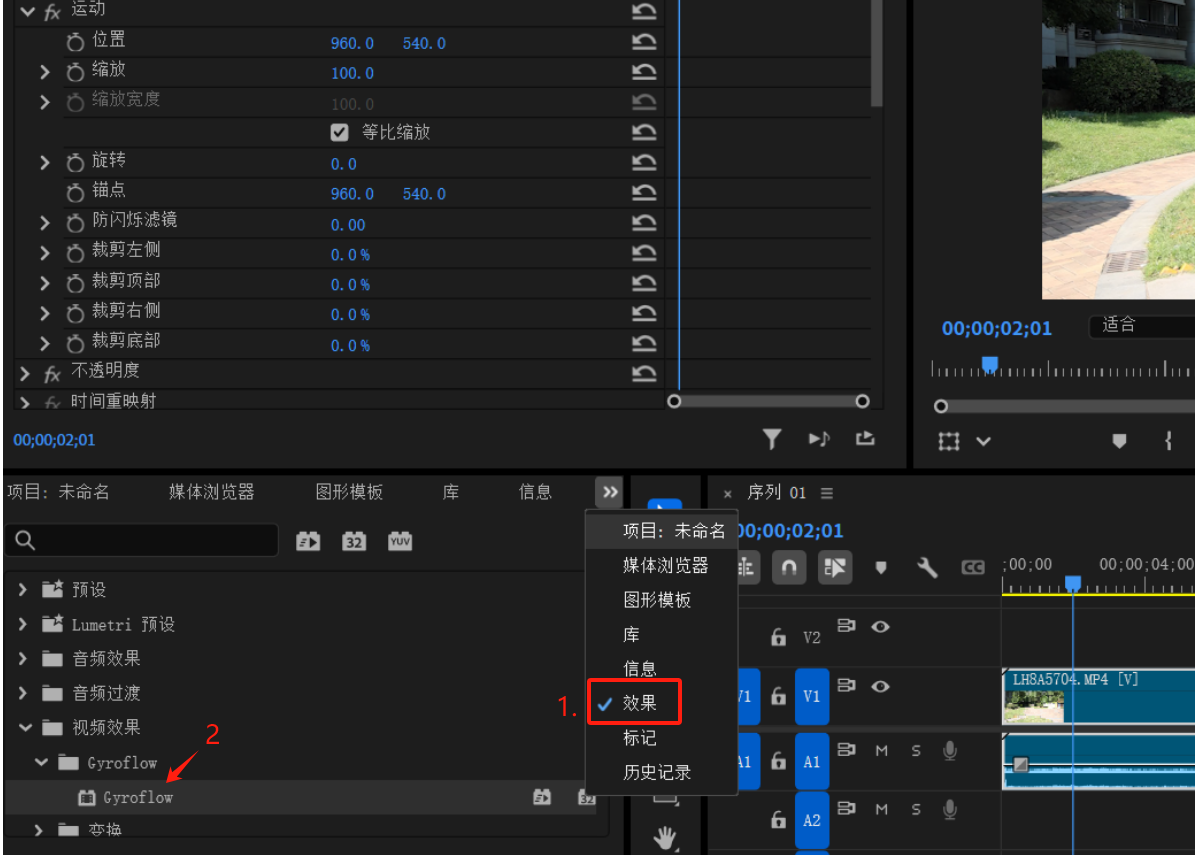 fx 运动
位置 960.0 540.0
缩放 100.0
缩放宽度 100.0
等比缩放
旋转 0.0
锚点 960.0 540.0
防闪烁滤镜 0.00
裁剪左侧 0.0%
裁剪顶部 0.0%
裁剪右侧 0.0%
裁剪底部 0.0%
fx 不透明度
fx 时间重映射
00;00;02;01
00;00;02;01 适合
项目: 未命名 媒体浏览器 图形模板 库 信息
32 YUV
预设
Lumetri 预设
音频效果
音频过渡
视频效果
Gyroflow
2
Gyroflow 32
变换
项目: 未命名
媒体浏览器
图形模板
库
信息
1. 效果
标记
历史记录
× 序列 01
00;00;02;01
CC ;00;00 00;00;04;00
V2
V1 V1 LH8A5704.MP4 [V]
A1 A1 M S
A2 M S